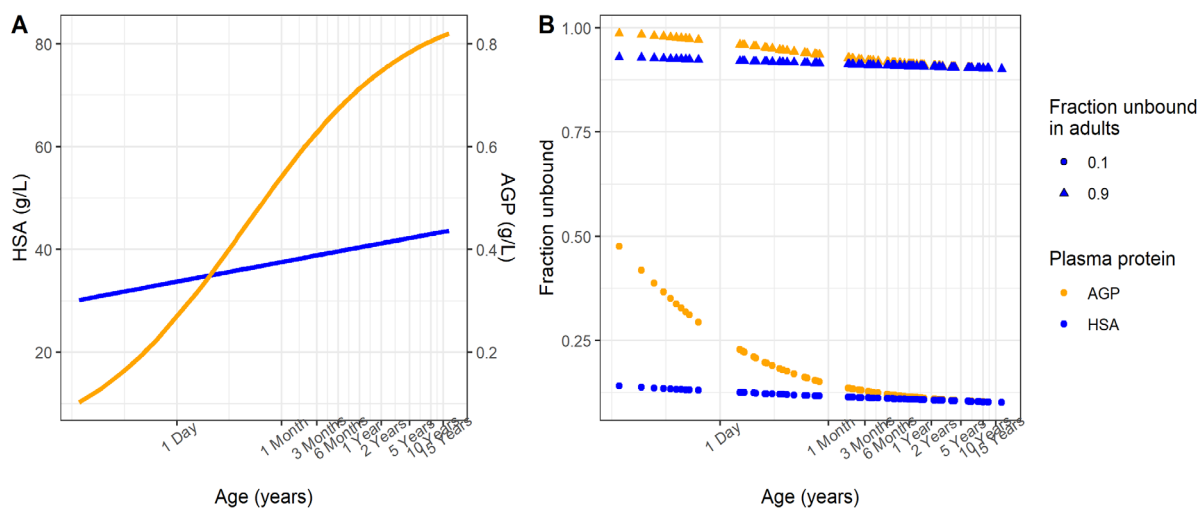 A
HSA (g/L)
80
60
40
20
0.8
0.6
0.4
0.2
AGP (g/L)
1 Day
1 Month
3 Months
6 Months
1 Year
2 Years
5 Years
10 Years
15 Years
Age (years)
B
Fraction unbound
1.00
0.75
0.50
0.25
1 Day
1 Month
3 Months
6 Months
1 Year
2 Years
5 Years
10 Years
15 Years
Age (years)
Fraction unbound
in adults
0.1
0.9
Plasma protein
AGP
HSA